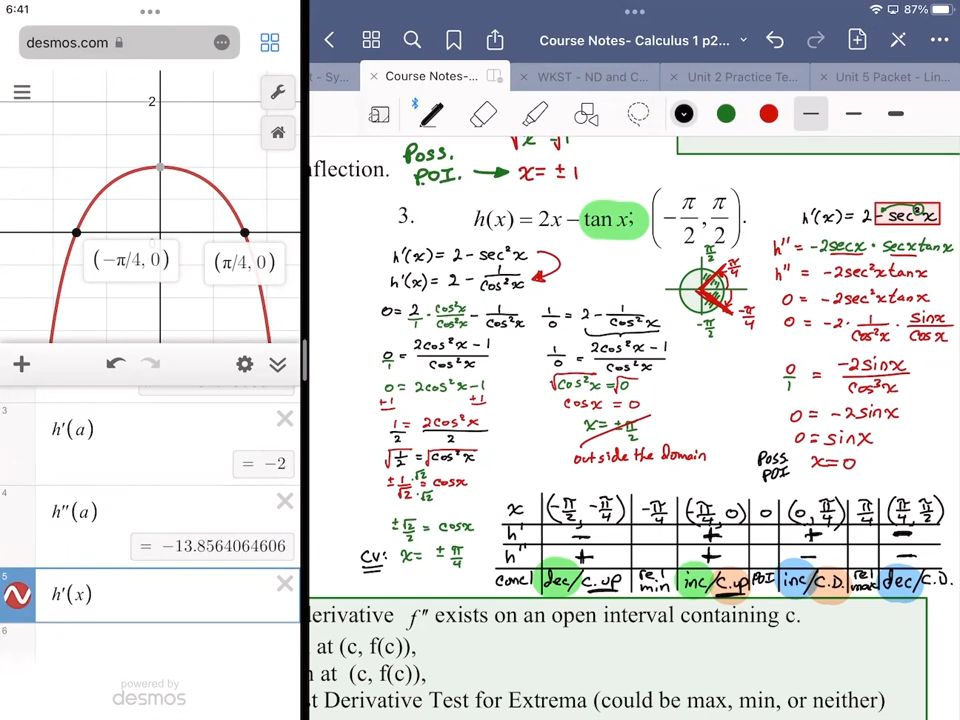 6:41
87%
desmos.com
Course Notes- Calculus 1 p2...
t - Sy...
Course Notes-...
WKST - ND and C...
Unit 2 Practice Te...
Unit 5 Packet - Lin...
2
(−π/4, 0)
(π/4, 0)
3
h′(a)
= −2
4
h″(a)
= −13.8564064606
5
h′(x)
6
powered by
desmos
Poss.
P.O.I. → x = ± 1
nflection.
3. h(x) = 2x − tan x; (−π/2, π/2).
h'(x) = 2 − sec²x
h'(x) = 2 − 1/cos²x
0 = 2/1 · cos²x/cos²x − 1/cos²x
0/1 = 2cos²x − 1/cos²x
0 = 2cos²x − 1
+1 +1
1/2 = 2cos²x/2
√1/2 = √cos²x
± 1/√2 · √2/√2 = cosx
± √2/2 = cosx
CV: x = ± π/4
1/0 = 2 − 1/cos²x
1/0 = 2cos²x − 1/cos²x
√cos²x = √0
cosx = 0
x = ± π/2
outside the domain
π/2
π/4
−π/4
−π/2
h'(x) = 2 − sec²x
h'' = −2secx · secxtanx
h'' = −2sec²xtanx
0 = −2sec²xtanx
0 = −2 · 1/cos²x · sinx/cosx
0/1 = −2sinx/cos³x
0 = −2sinx
0 = sinx
Poss. POI x = 0
x (−π/2, −π/4) −π/4 (−π/4, 0) 0 (0, π/4) π/4 (π/4, π/2)
h' − + + −
h'' + + − −
concl dec/c.up rel min inc/c.up POI inc/C.D. rel max dec/C.D.
erivative f″ exists on an open interval containing c.
at (c, f(c)),
n at (c, f(c)),
st Derivative Test for Extrema (could be max, min, or neither)